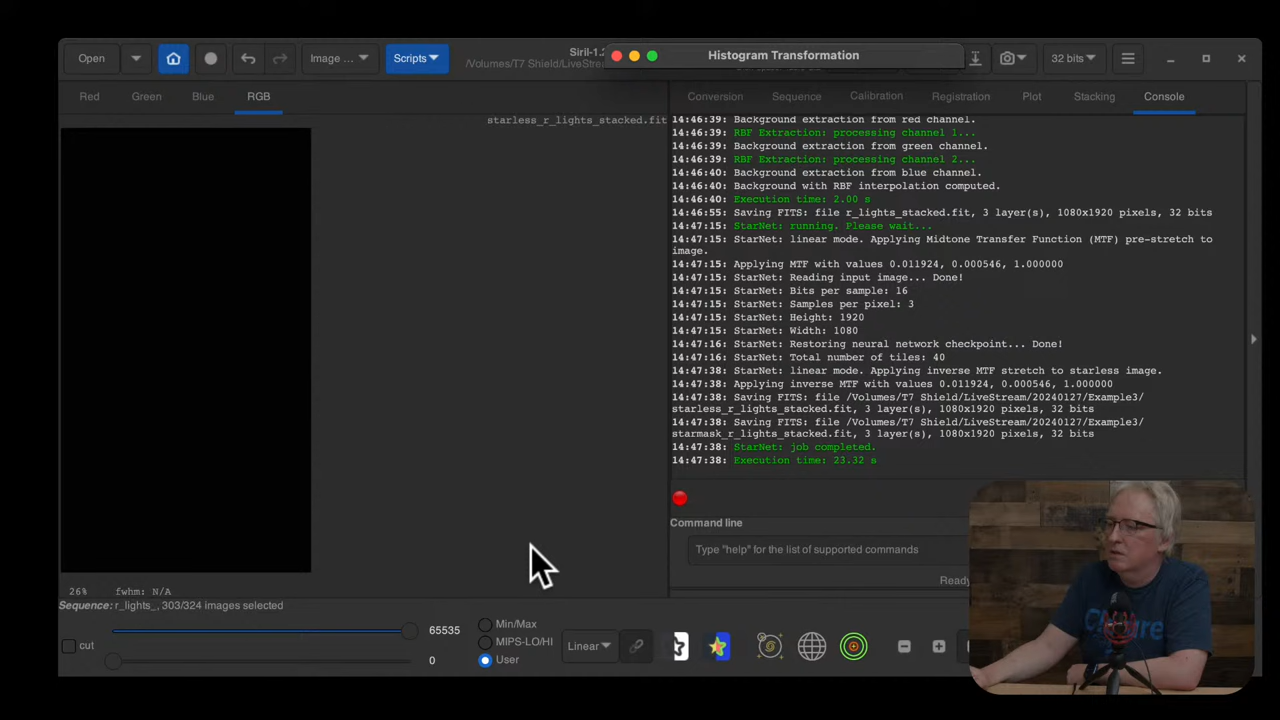 Open
Image ...
Scripts
Siril-1.2
/Volumes/T7 Shield/LiveStrea
Histogram Transformation
32 bits
Red
Green
Blue
RGB
Conversion
Sequence
Calibration
Registration
Plot
Stacking
Console
starless_r_lights_stacked.fit
14:46:39: Background extraction from red channel.
14:46:39: RBF Extraction: processing channel 1...
14:46:39: Background extraction from green channel.
14:46:39: RBF Extraction: processing channel 2...
14:46:40: Background extraction from blue channel.
14:46:40: Background with RBF interpolation computed.
14:46:40: Execution time: 2.00 s
14:46:55: Saving FITS: file r_lights_stacked.fit, 3 layer(s), 1080x1920 pixels, 32 bits
14:47:15: StarNet: running. Please wait...
14:47:15: StarNet: linear mode. Applying Midtone Transfer Function (MTF) pre-stretch to
image.
14:47:15: Applying MTF with values 0.011924, 0.000546, 1.000000
14:47:15: StarNet: Reading input image... Done!
14:47:15: StarNet: Bits per sample: 16
14:47:15: StarNet: Samples per pixel: 3
14:47:15: StarNet: Height: 1920
14:47:15: StarNet: Width: 1080
14:47:16: StarNet: Restoring neural network checkpoint... Done!
14:47:16: StarNet: Total number of tiles: 40
14:47:38: StarNet: linear mode. Applying inverse MTF stretch to starless image.
14:47:38: Applying inverse MTF with values 0.011924, 0.000546, 1.000000
14:47:38: Saving FITS: file /Volumes/T7 Shield/LiveStream/20240127/Example3/
starless_r_lights_stacked.fit, 3 layer(s), 1080x1920 pixels, 32 bits
14:47:38: Saving FITS: file /Volumes/T7 Shield/LiveStream/20240127/Example3/
starmask_r_lights_stacked.fit, 3 layer(s), 1080x1920 pixels, 32 bits
14:47:38: StarNet: job completed.
14:47:38: Execution time: 23.32 s
Command line
Type "help" for the list of supported commands
Ready
26% fwhm: N/A
Sequence: r_lights_, 303/324 images selected
cut
65535
0
Min/Max
MIPS-LO/HI
User
Linear